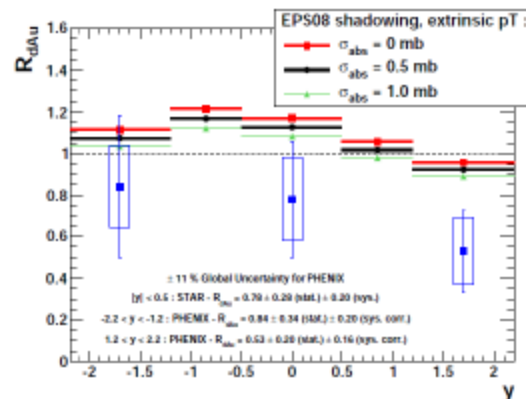 EPS08 shadowing, extrinsic pT :
σabs = 0 mb
σabs = 0.5 mb
σabs = 1.0 mb
RdAu
1.6
1.4
1.2
1
0.8
0.6
0.4
0.2
0
± 11 % Global Uncertainty for PHENIX
|y| < 0.5 : STAR - RdAu = 0.78 ± 0.28 (stat.) ± 0.20 (sys.)
-2.2 < y < -1.2 : PHENIX - RdAu = 0.84 ± 0.34 (stat.) ± 0.20 (sys. corr.)
1.2 < y < 2.2 : PHENIX - RdAu = 0.53 ± 0.20 (stat.) ± 0.16 (sys. corr.)
-2 -1.5 -1 -0.5 0 0.5 1 1.5 2
y